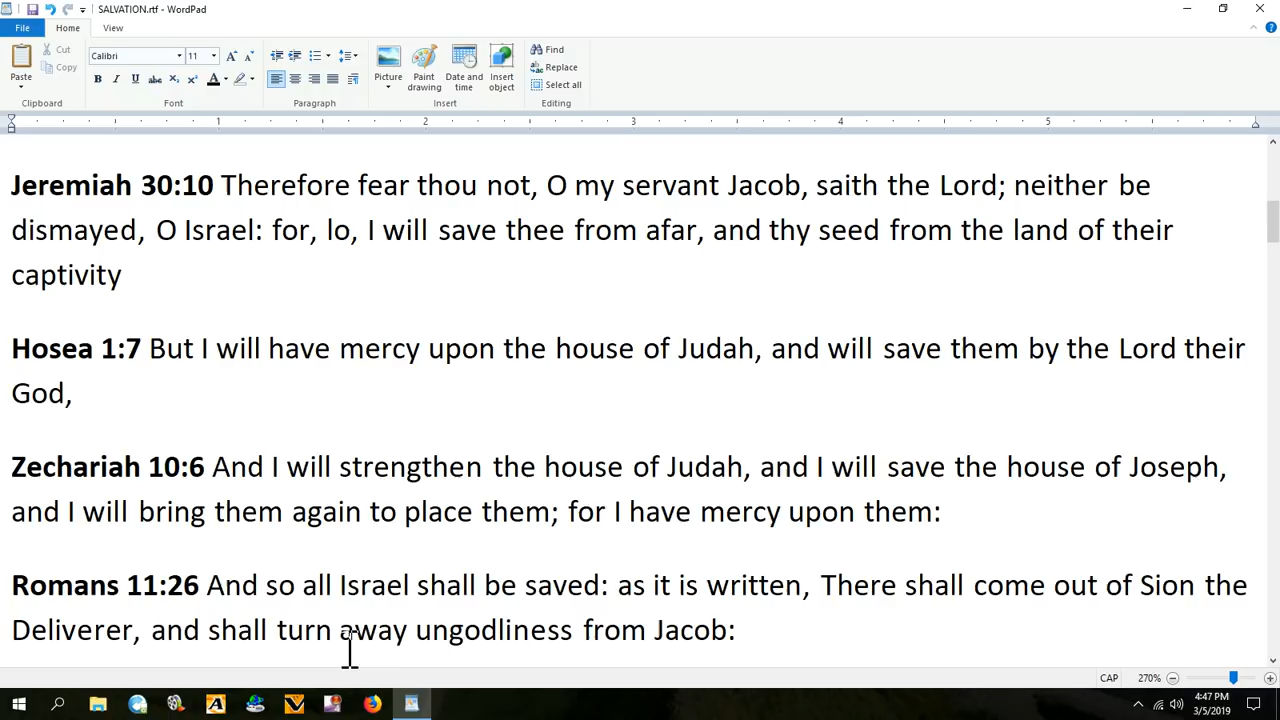 SALVATION.rtf - WordPad
File Home View
Paste Cut Copy
Calibri 11
Picture Paint drawing Date and time Insert object
Find
Replace
Select all
Clipboard Font Paragraph Insert Editing
1 2 3 4 5
Jeremiah 30:10 Therefore fear thou not, O my servant Jacob, saith the Lord; neither be
dismayed, O Israel: for, lo, I will save thee from afar, and thy seed from the land of their
captivity
Hosea 1:7 But I will have mercy upon the house of Judah, and will save them by the Lord their
God,
Zechariah 10:6 And I will strengthen the house of Judah, and I will save the house of Joseph,
and I will bring them again to place them; for I have mercy upon them:
Romans 11:26 And so all Israel shall be saved: as it is written, There shall come out of Sion the
Deliverer, and shall turn away ungodliness from Jacob:
CAP 270%
4:47 PM
3/5/2019